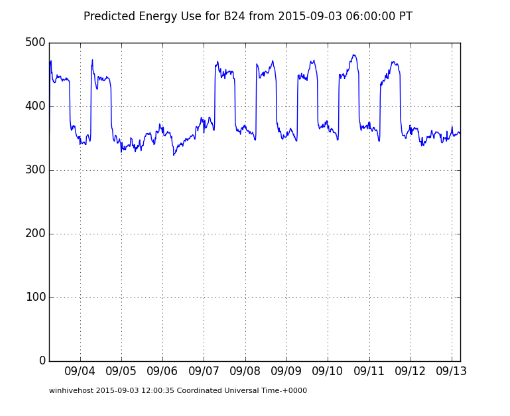 Predicted Energy Use for B24 from 2015-09-03 06:00:00 PT
500
400
300
200
100
0
09/04 09/05 09/06 09/07 09/08 09/09 09/10 09/11 09/12 09/13
winhivehost 2015-09-03 12:00:35 Coordinated Universal Time-+0000